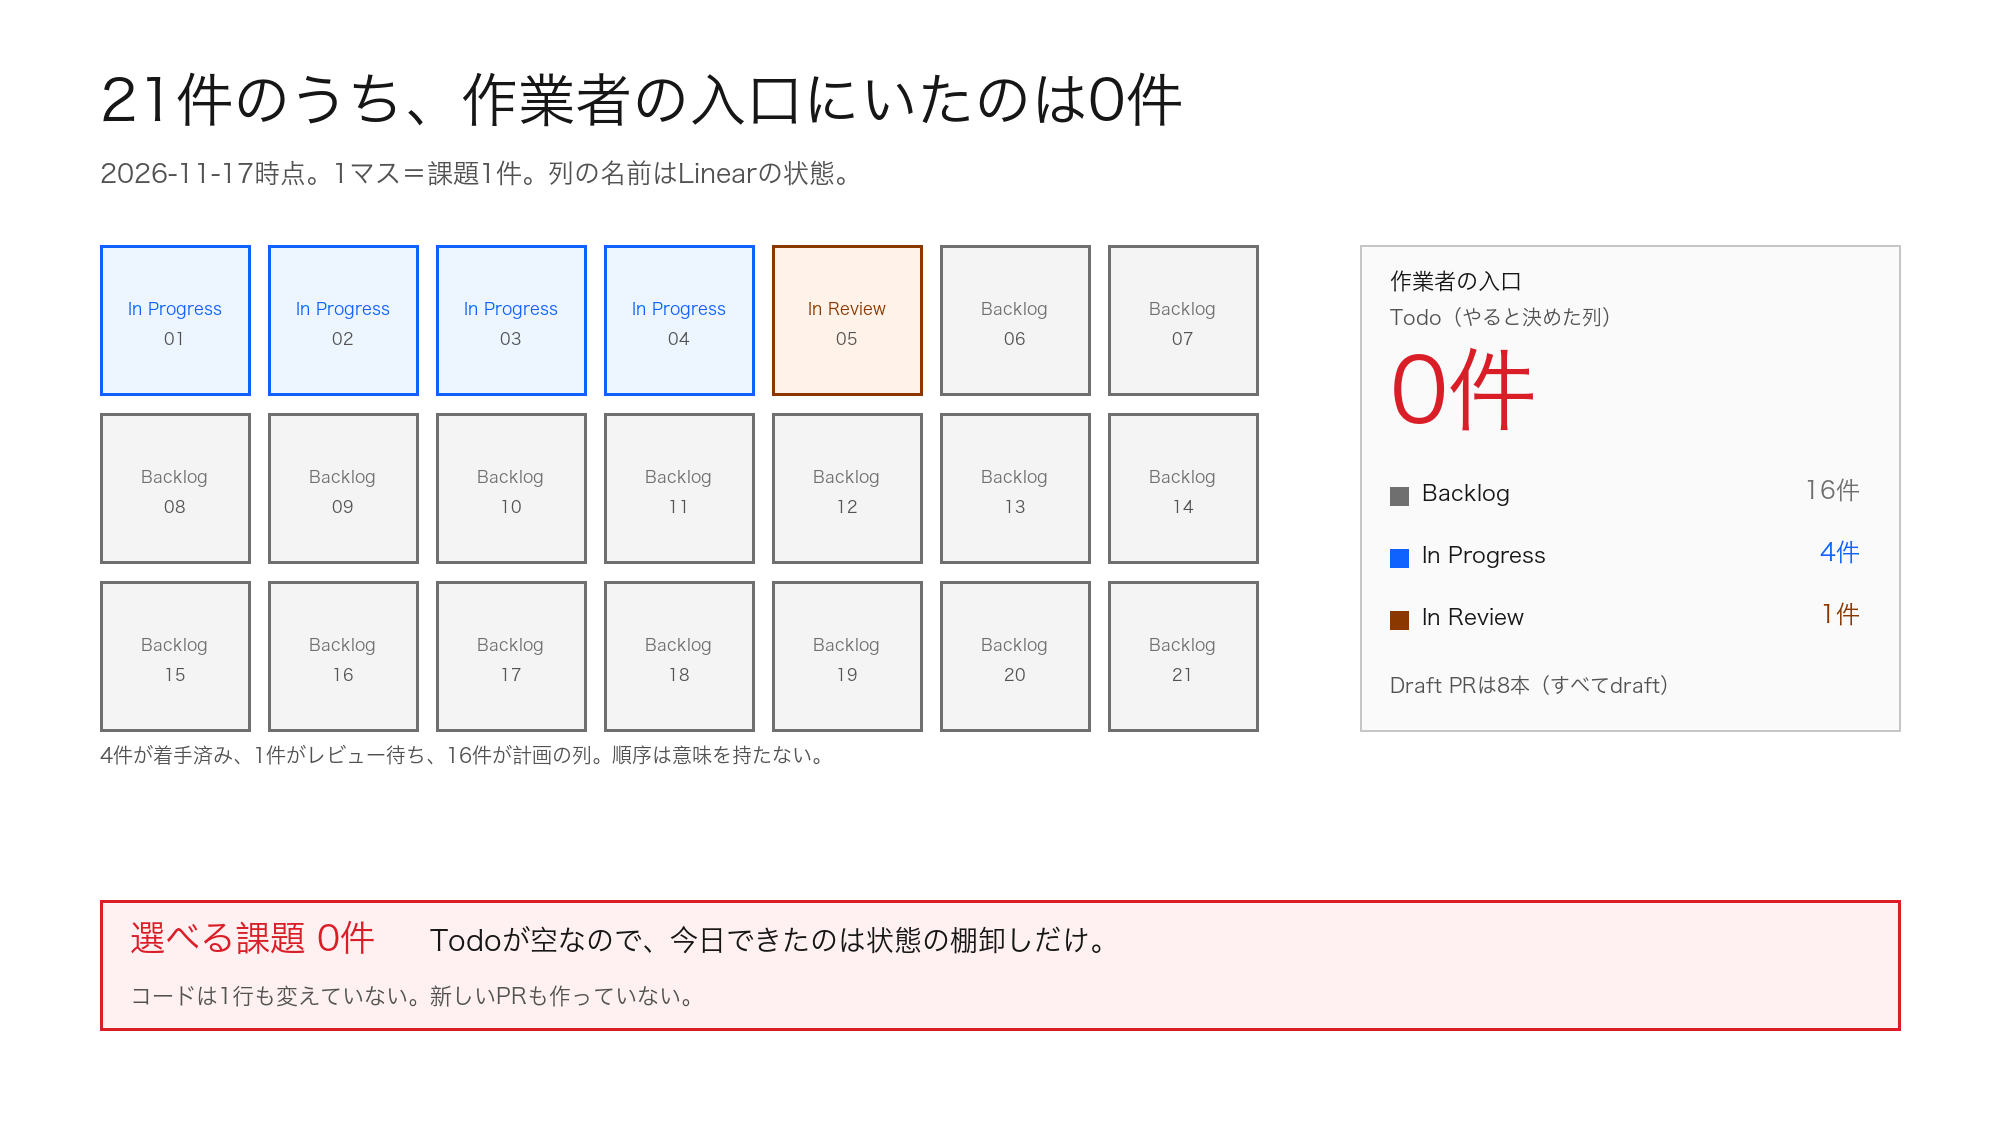 21件のうち、作業者の入口にいたのは0件
2026-11-17時点。1マス＝課題1件。列の名前はLinearの状態。
In Progress
01
In Progress
02
In Progress
03
In Progress
04
In Review
05
Backlog
06
Backlog
07
Backlog
08
Backlog
09
Backlog
10
Backlog
11
Backlog
12
Backlog
13
Backlog
14
Backlog
15
Backlog
16
Backlog
17
Backlog
18
Backlog
19
Backlog
20
Backlog
21
4件が着手済み、1件がレビュー待ち、16件が計画の列。順序は意味を持たない。
作業者の入口
Todo（やると決めた列）
0件
Backlog 16件
In Progress 4件
In Review 1件
Draft PRは8本（すべてdraft）
選べる課題 0件 Todoが空なので、今日できたのは状態の棚卸しだけ。
コードは1行も変えていない。新しいPRも作っていない。